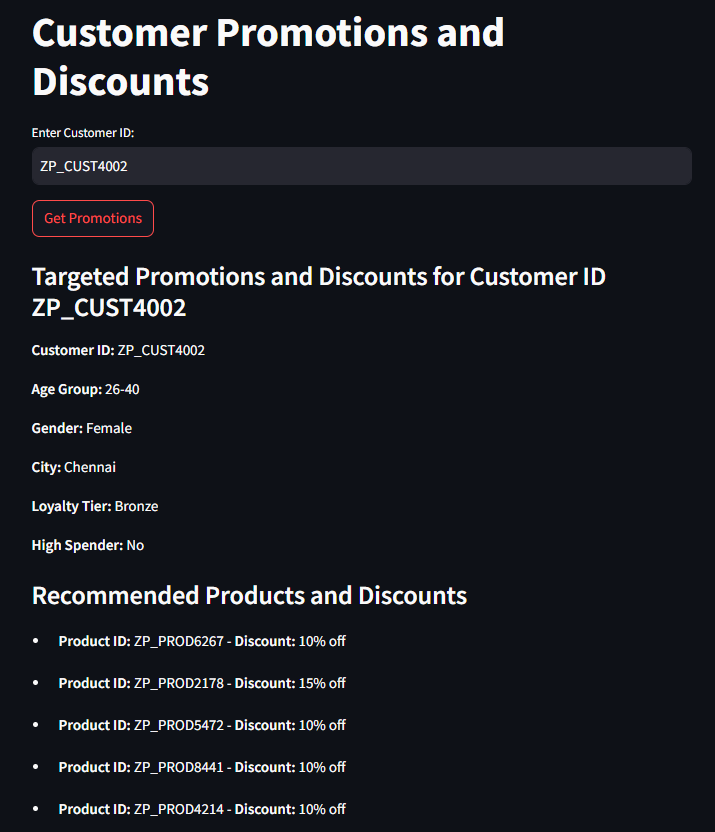 Customer Promotions and
Discounts
Enter Customer ID:
ZP_CUST4002
Get Promotions
Targeted Promotions and Discounts for Customer ID
ZP_CUST4002
Customer ID: ZP_CUST4002
Age Group: 26-40
Gender: Female
City: Chennai
Loyalty Tier: Bronze
High Spender: No
Recommended Products and Discounts
• Product ID: ZP_PROD6267 - Discount: 10% off
• Product ID: ZP_PROD2178 - Discount: 15% off
• Product ID: ZP_PROD5472 - Discount: 10% off
• Product ID: ZP_PROD8441 - Discount: 10% off
• Product ID: ZP_PROD4214 - Discount: 10% off